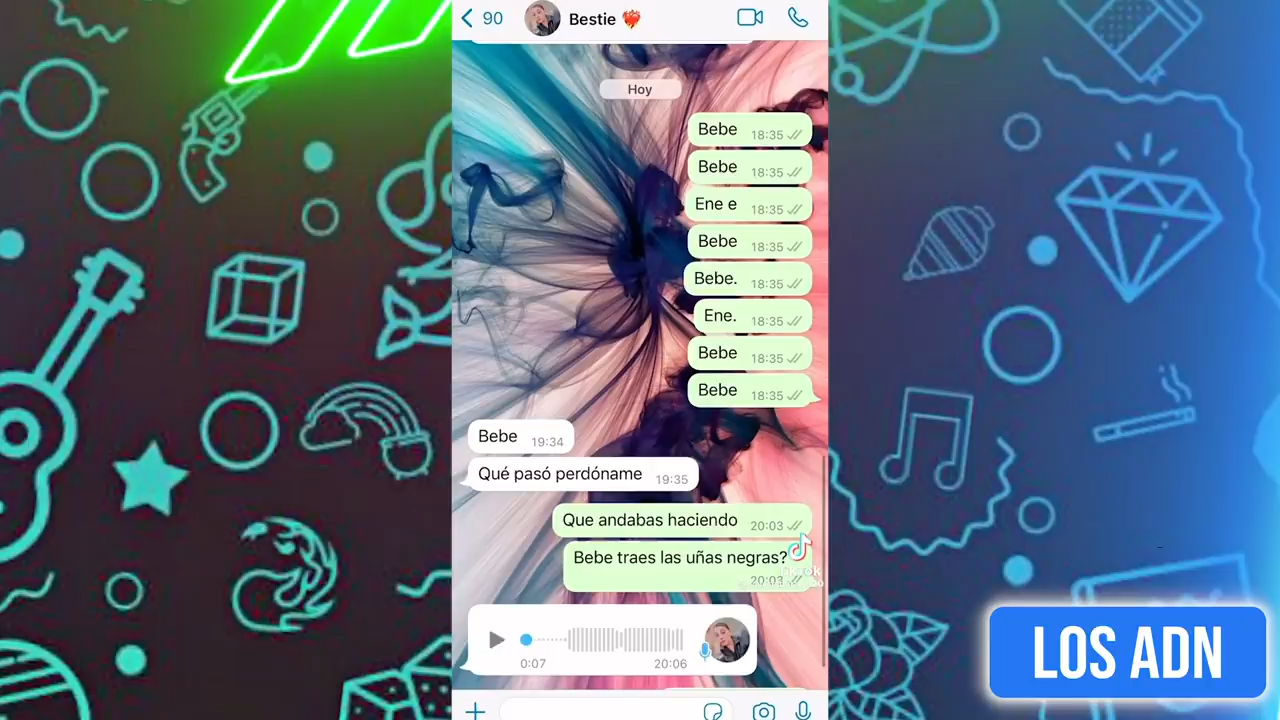 90
Bestie
Hoy
Bebe 18:35
Bebe 18:35
Ene e 18:35
Bebe 18:35
Bebe. 18:35
Ene. 18:35
Bebe 18:35
Bebe 18:35
Bebe 19:34
Qué pasó perdóname 19:35
Que andabas haciendo 20:03
Bebe traes las uñas negras?
20:03
TikTok
0:07 20:06
LOS ADN